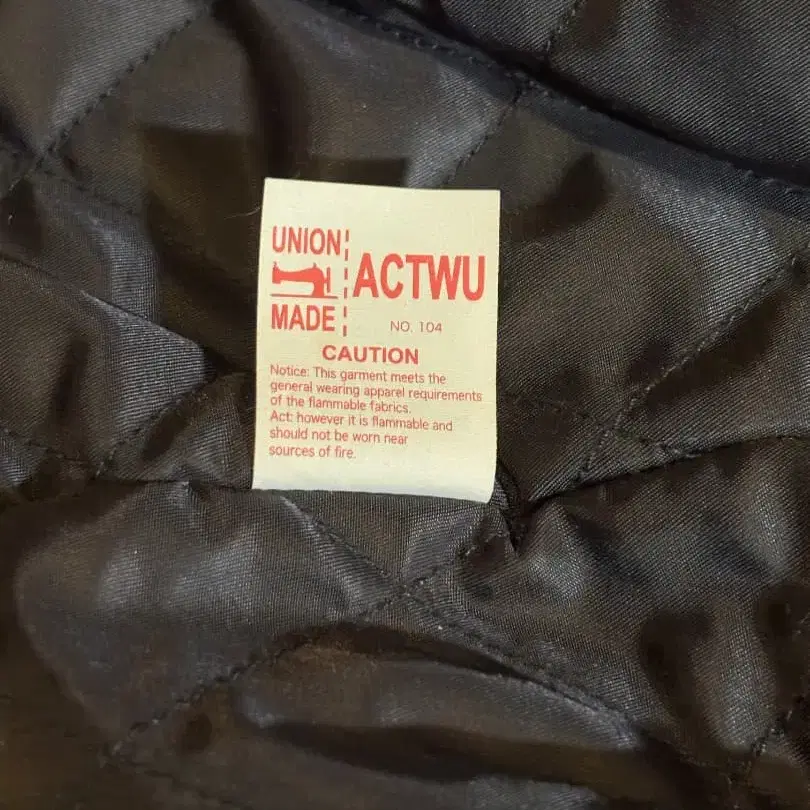 UNION
MADE
ACTWU
NO. 104
CAUTION
Notice: This garment meets the
general wearing apparel requirements
of the flammable fabrics.
Act: however it is flammable and
should not be worn near
sources of fire.